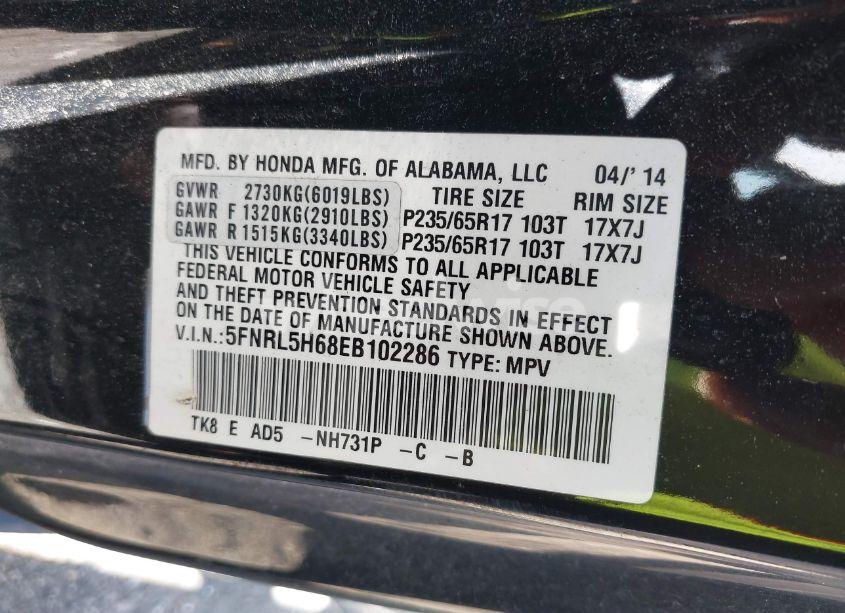 MFD. BY HONDA MFG. OF ALABAMA, LLC 04/' 14
GVWR 2730KG(6019LBS) TIRE SIZE RIM SIZE
GAWR F 1320KG(2910LBS) P235/65R17 103T 17X7J
GAWR R 1515KG(3340LBS) P235/65R17 103T 17X7J
THIS VEHICLE CONFORMS TO ALL APPLICABLE
FEDERAL MOTOR VEHICLE SAFETY
AND THEFT PREVENTION STANDARDS IN EFFECT
ON THE DATE OF MANUFACTURE SHOWN ABOVE.
V.I.N.:5FNRL5H68EB102286 TYPE: MPV
TK8 E AD5 -NH731P -C -B